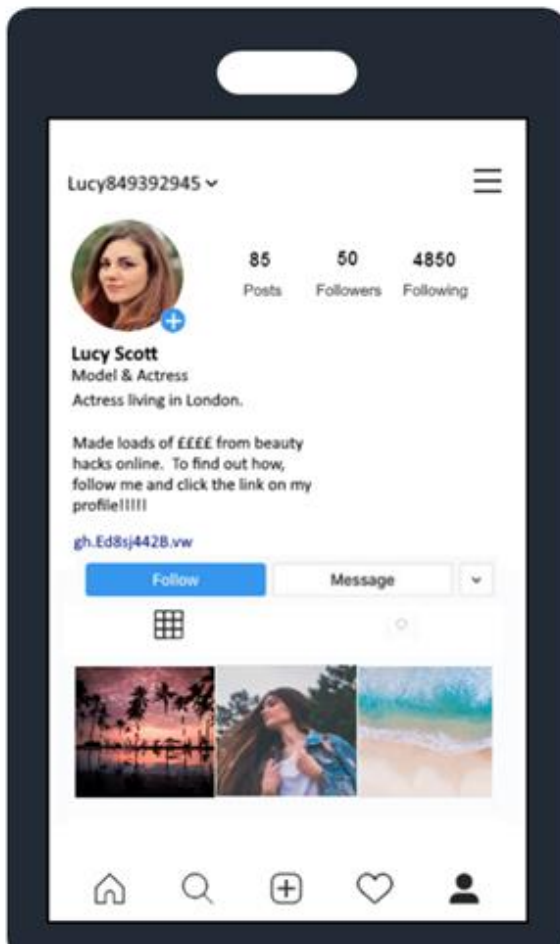 Lucy849392945
85 50 4850
Posts Followers Following
Lucy Scott
Model & Actress
Actress living in London.
Made loads of ££££ from beauty
hacks online. To find out how,
follow me and click the link on my
profile!!!!!
gh.Ed8sj442B.vw
Follow Message